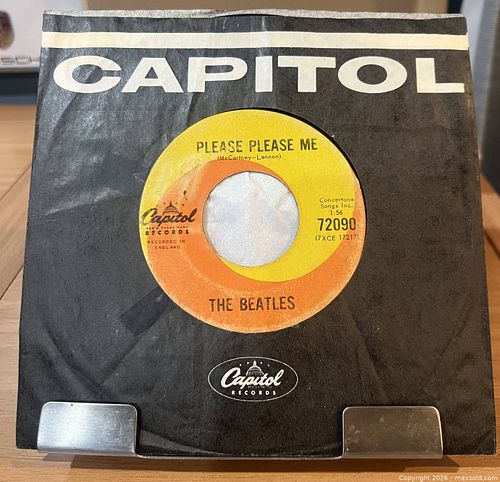 CAPITOL
PLEASE PLEASE ME
(McCartney-Lennon)
Concertone
Songs Inc.
1:56
72090
(7XCE 17217)
Capitol
RECORDS
RECORDED IN
ENGLAND
THE BEATLES
Capitol
RECORDS
Copyright 2026 - maxsold.com